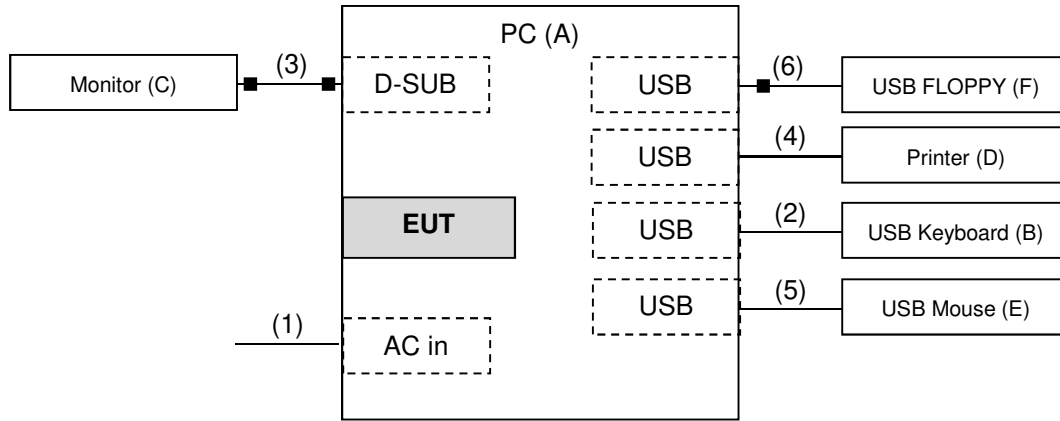 PC (A)
Monitor (C)
(3)
D-SUB
USB
(6)
USB FLOPPY (F)
USB
(4)
Printer (D)
EUT
USB
(2)
USB Keyboard (B)
USB
(5)
USB Mouse (E)
(1)
AC in